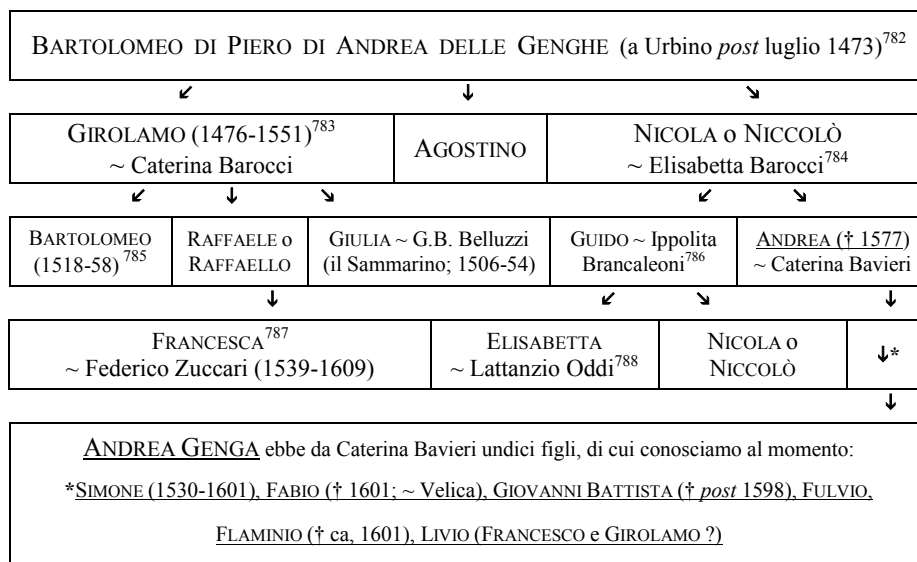 BARTOLOMEO DI PIERO DI ANDREA DELLE GENGHE (a Urbino post luglio 1473)782
↙ ↓ ↘
GIROLAMO (1476-1551)783
~ Caterina Barocci
AGOSTINO
NICOLA o NICCOLÒ
~ Elisabetta Barocci784
↙ ↓ ↘ ↙ ↘
BARTOLOMEO
(1518-58) 785
RAFFAELE o
RAFFAELLO
GIULIA ~ G.B. Belluzzi
(il Sammarino; 1506-54)
GUIDO ~ Ippolita
Brancaleoni786
ANDREA († 1577)
~ Caterina Bavieri
↓ ↙ ↘ ↓
FRANCESCA787
~ Federico Zuccari (1539-1609)
ELISABETTA
~ Lattanzio Oddi788
NICOLA o
NICCOLÒ
↓*
↓
ANDREA GENGA ebbe da Caterina Bavieri undici figli, di cui conosciamo al momento:
*SIMONE (1530-1601), FABIO († 1601; ~ Velica), GIOVANNI BATTISTA († post 1598), FULVIO,
FLAMINIO († ca, 1601), LIVIO (FRANCESCO e GIROLAMO ?)